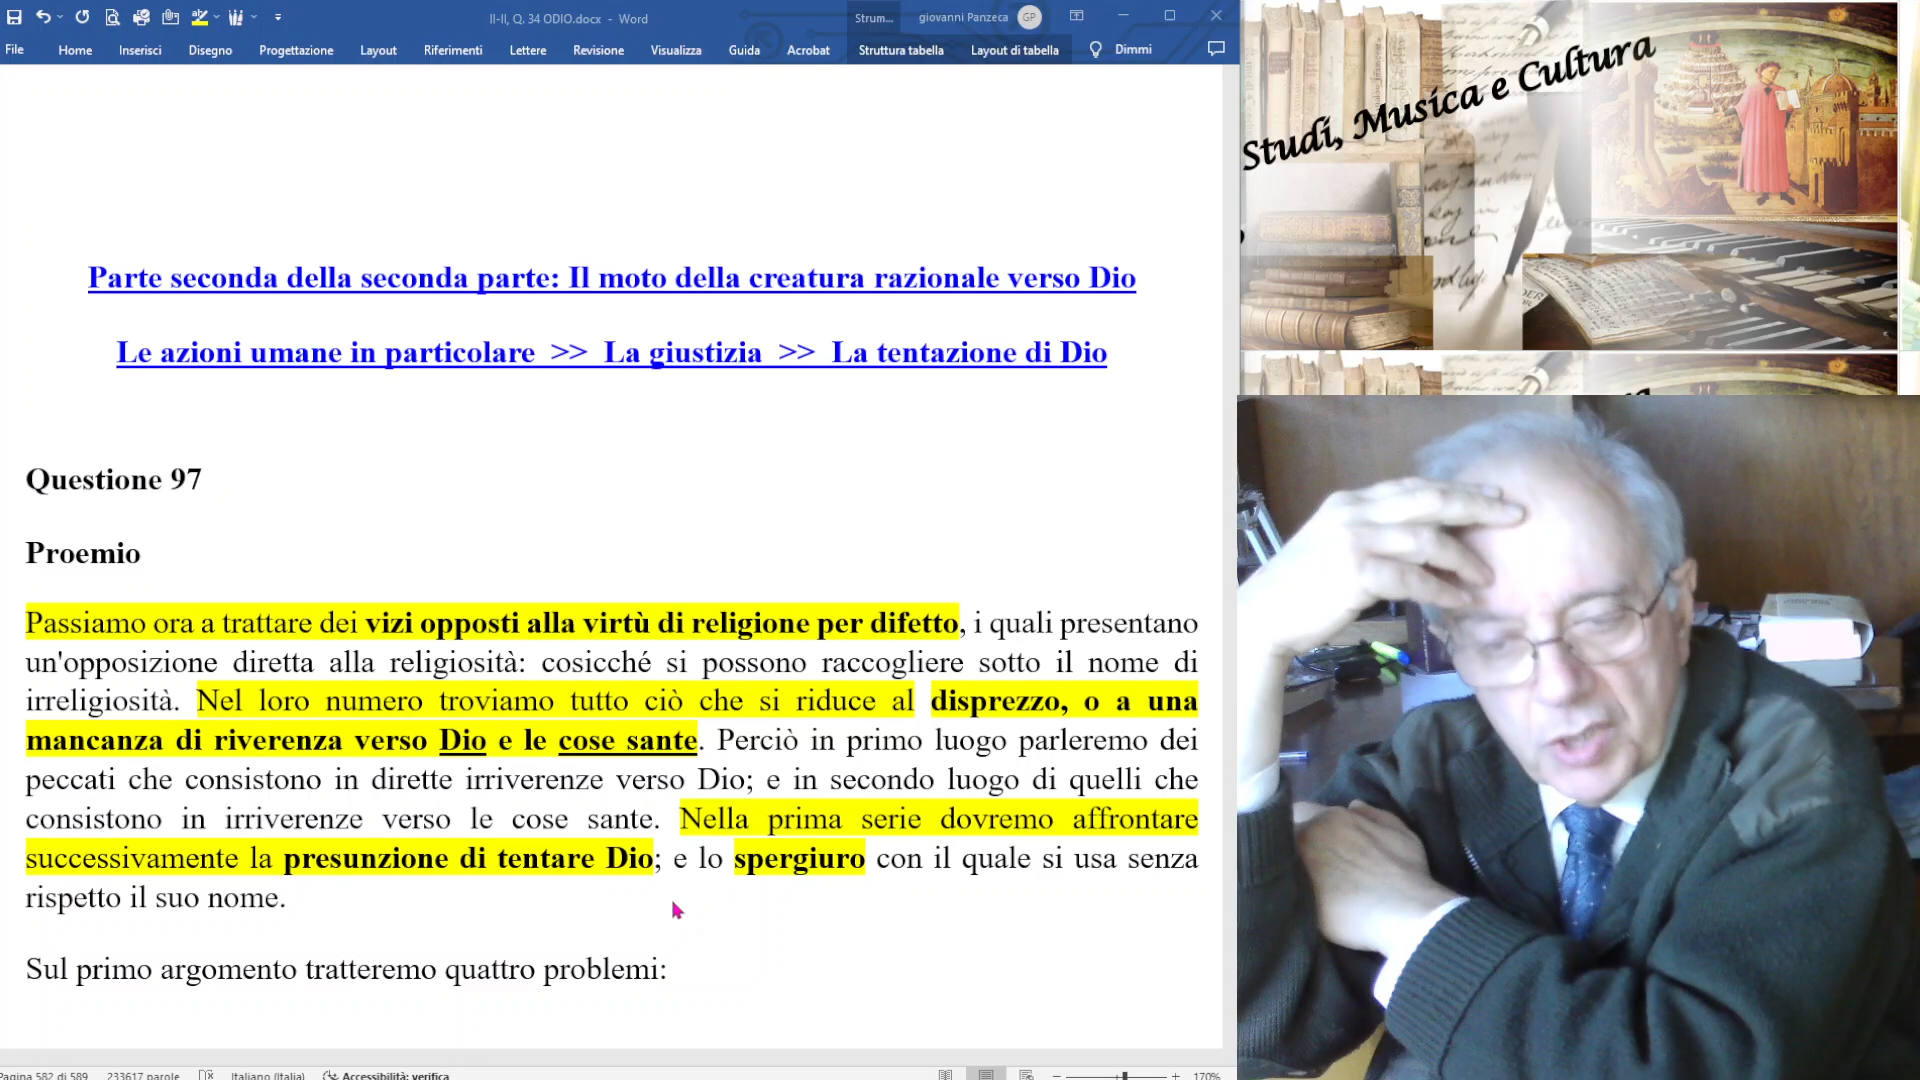 II-II, Q. 34 ODIO.docx - Word
Strum...
giovanni Panzeca
GP
File Home Inserisci Disegno Progettazione Layout Riferimenti Lettere Revisione Visualizza Guida Acrobat Struttura tabella Layout di tabella Dimmi
Studi, Musica e Cultura
Parte seconda della seconda parte: Il moto della creatura razionale verso Dio
Le azioni umane in particolare >> La giustizia >> La tentazione di Dio
Questione 97
Proemio
Passiamo ora a trattare dei vizi opposti alla virtù di religione per difetto, i quali presentano
un'opposizione diretta alla religiosità: cosicché si possono raccogliere sotto il nome di
irreligiosità. Nel loro numero troviamo tutto ciò che si riduce al disprezzo, o a una
mancanza di riverenza verso Dio e le cose sante. Perciò in primo luogo parleremo dei
peccati che consistono in dirette irriverenze verso Dio; e in secondo luogo di quelli che
consistono in irriverenze verso le cose sante. Nella prima serie dovremo affrontare
successivamente la presunzione di tentare Dio; e lo spergiuro con il quale si usa senza
rispetto il suo nome.
Sul primo argomento tratteremo quattro problemi:
Pagina 582 di 589 233617 parole Italiano (Italia) Accessibilità: verifica 170%